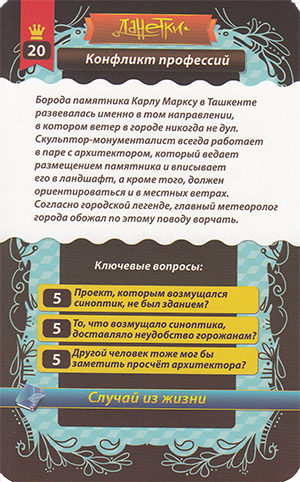 ДАНЕТКИ
20
Конфликт профессий
Борода памятника Карлу Марксу в Ташкенте
развевалась именно в том направлении,
в котором ветер в городе никогда не дул.
Скульптор-монументалист всегда работает
в паре с архитектором, который ведает
размещением памятника и вписывает
его в ландшафт, а кроме того, должен
ориентироваться и в местных ветрах.
Согласно городской легенде, главный метеоролог
города обожал по этому поводу ворчать.
Ключевые вопросы:
5 Проект, которым возмущался
синоптик, не был зданием?
5 То, что возмущало синоптика,
доставляло неудобство горожанам?
5 Другой человек тоже мог бы
заметить просчёт архитектора?
Случай из жизни